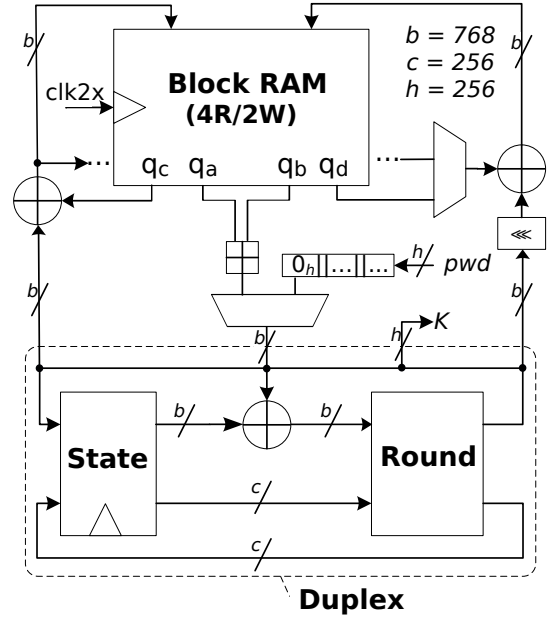 b
b
b = 768
c = 256
h = 256
Block RAM
(4R/2W)
clk2x
...
qc
qa
qb
qd
...
<<<
0h||...||...
h
pwd
b
b
b
h
K
b
b
State
Round
c
c
Duplex